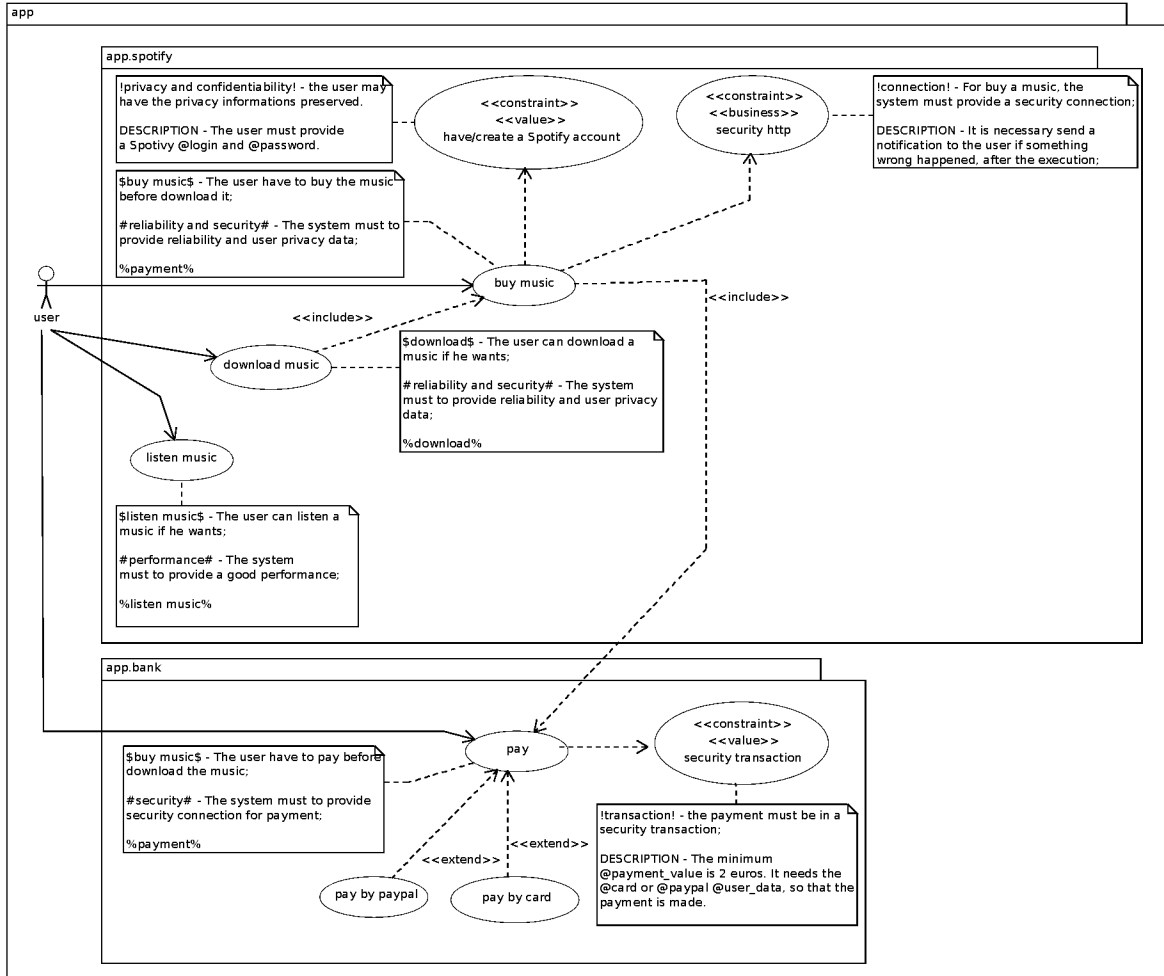 app
app.spotify
!privacy and confidentiability! - the user may
have the privacy informations preserved.
DESCRIPTION - The user must provide
a Spotivy @login and @password.
<<constraint>>
<<value>>
have/create a Spotify account
<<constraint>>
<<business>>
security http
!connection! - For buy a music, the
system must provide a security connection;
DESCRIPTION - It is necessary send a
notification to the user if something
wrong happened, after the execution;
$buy music$ - The user have to buy the music
before download it;
#reliability and security# - The system must to
provide reliability and user privacy data;
%payment%
buy music
user
<<include>>
<<include>>
download music
$download$ - The user can download a
music if he wants;
#reliability and security# - The system
must to provide reliability and user privacy
data;
%download%
listen music
$listen music$ - The user can listen a
music if he wants;
#performance# - The system
must to provide a good performance;
%listen music%
app.bank
pay
<<constraint>>
<<value>>
security transaction
$buy music$ - The user have to pay before
download the music;
#security# - The system must to provide
security connection for payment;
%payment%
<<extend>>
<<extend>>
pay by paypal
pay by card
!transaction! - the payment must be in a
security transaction;
DESCRIPTION - The minimum
@payment_value is 2 euros. It needs the
@card or @paypal @user_data, so that the
payment is made.